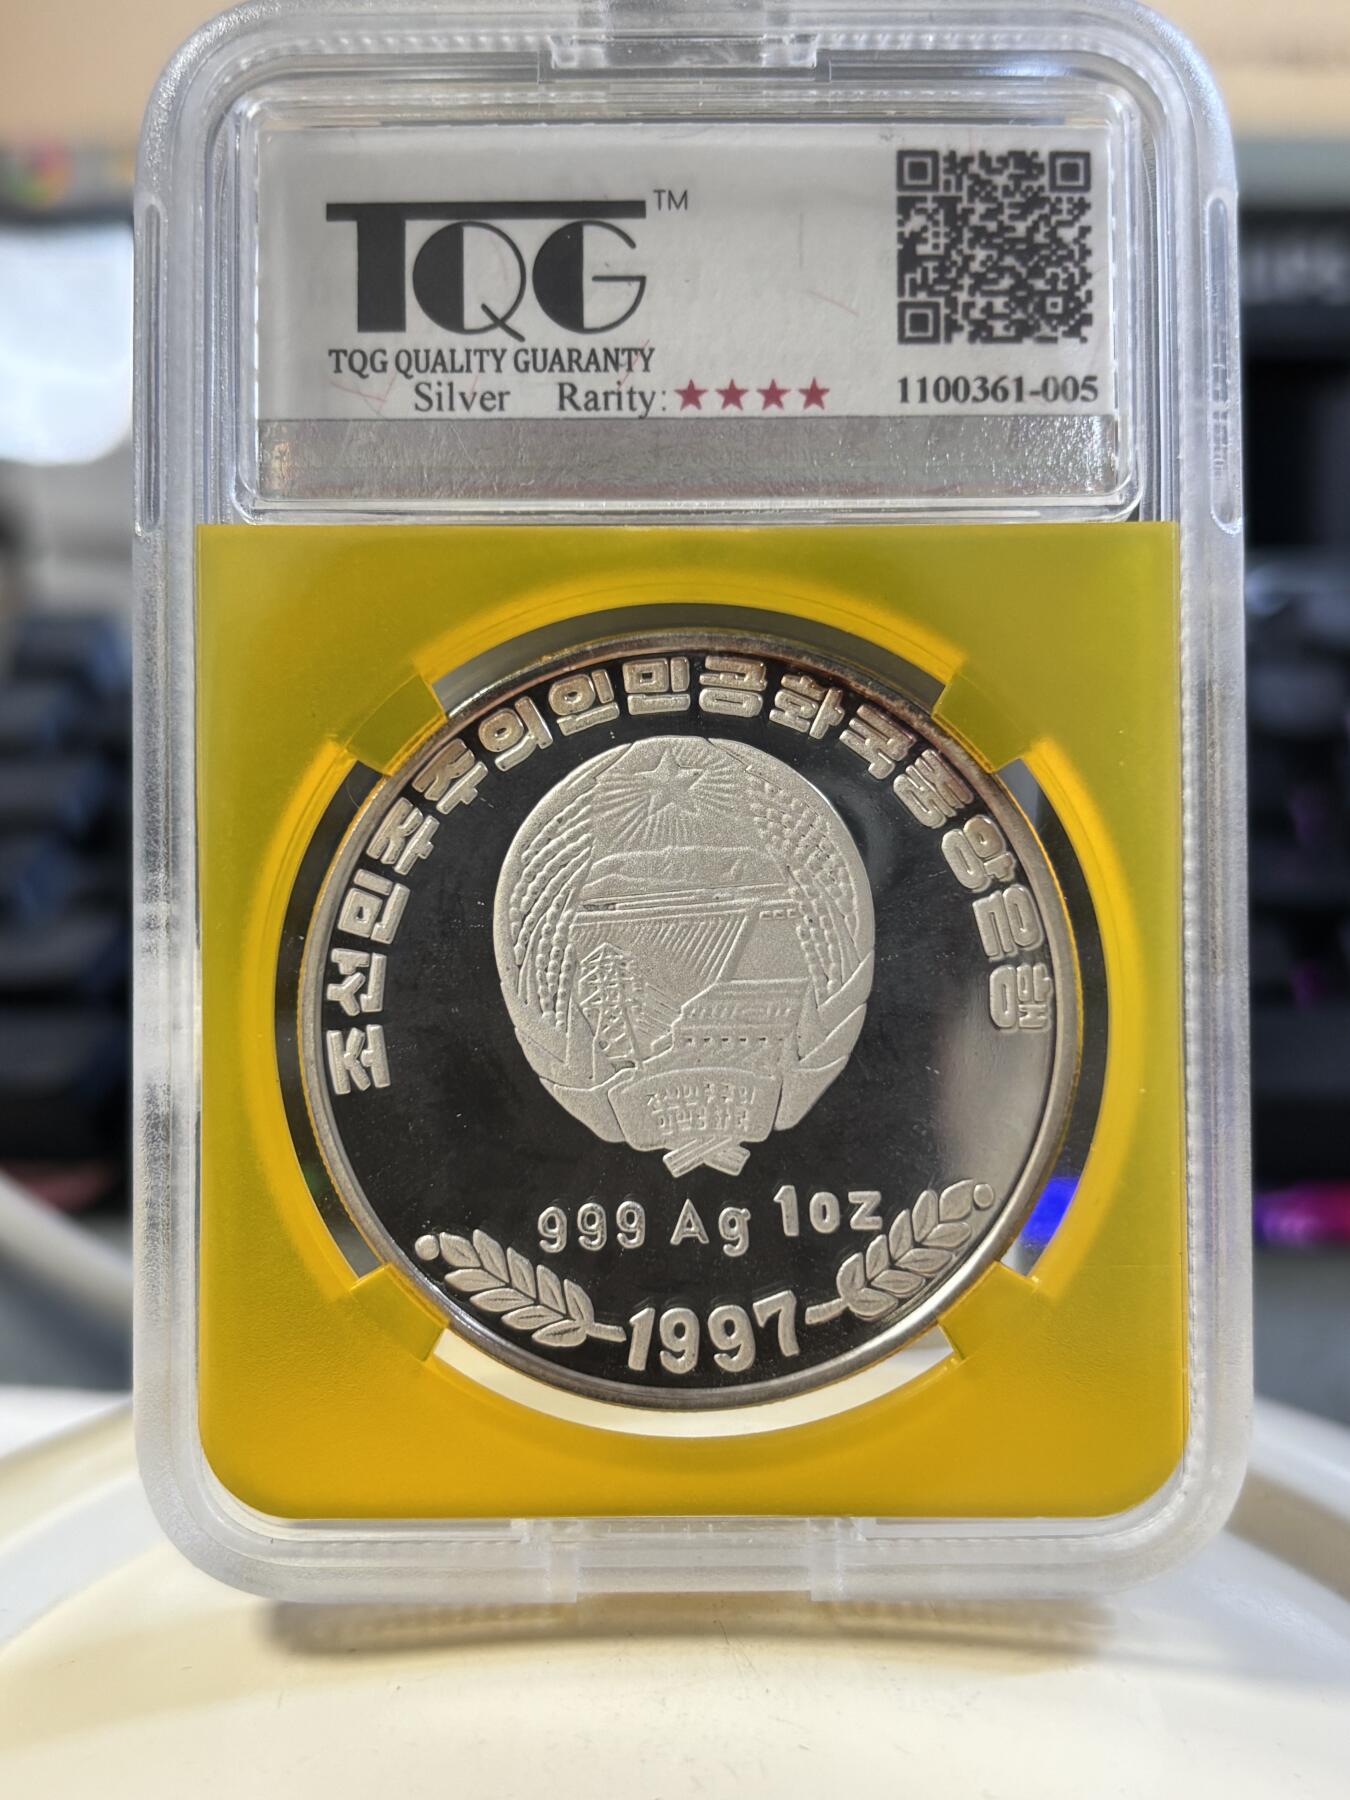 TQG™
TQG QUALITY GUARANTY
Silver Rarity: ★★★★
1100361-005
조선민주주의인민공화국중앙은행
999 Ag 1oz
1997